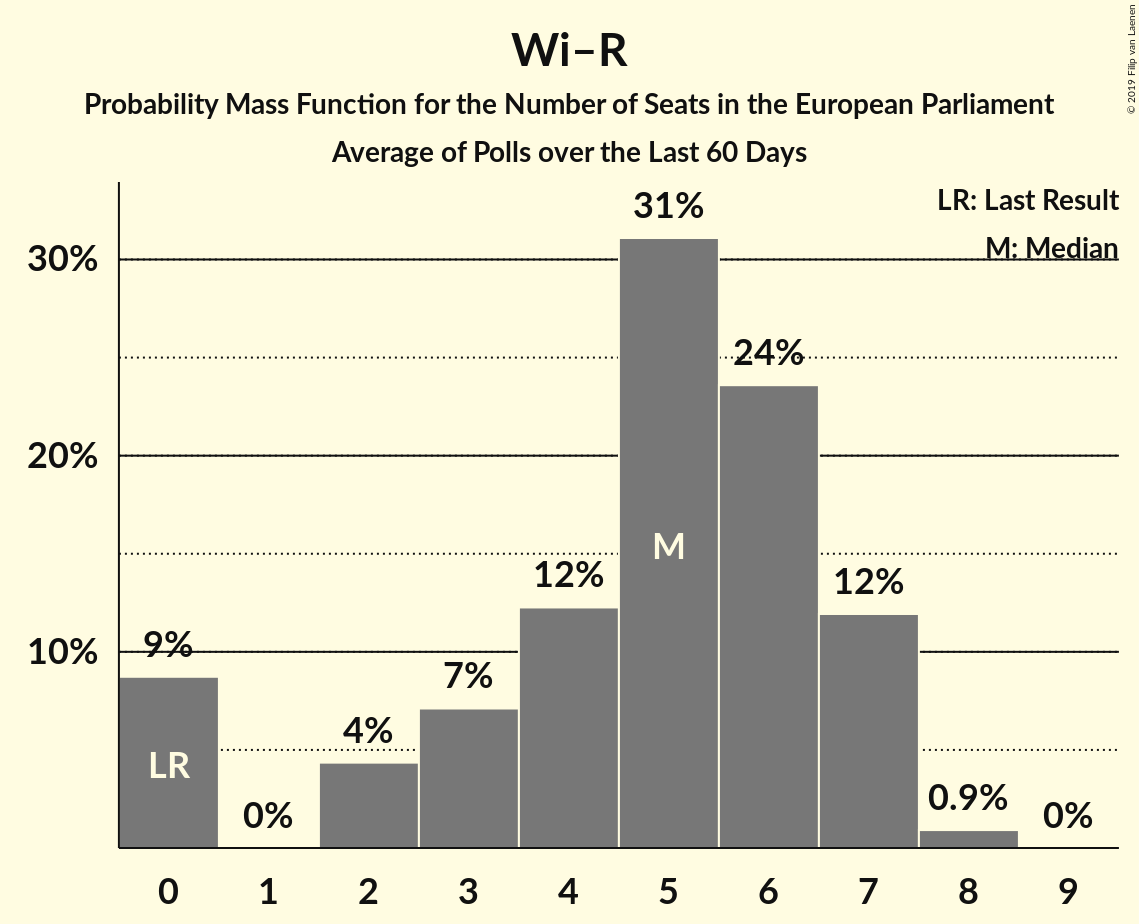 Wi–R
Probability Mass Function for the Number of Seats in the European Parliament
Average of Polls over the Last 60 Days
© 2019 Filip van Laenen
LR: Last Result
M: Median
30%
20%
10%
9%
0%
4%
7%
12%
31%
24%
12%
0.9%
0%
LR
M
0 1 2 3 4 5 6 7 8 9